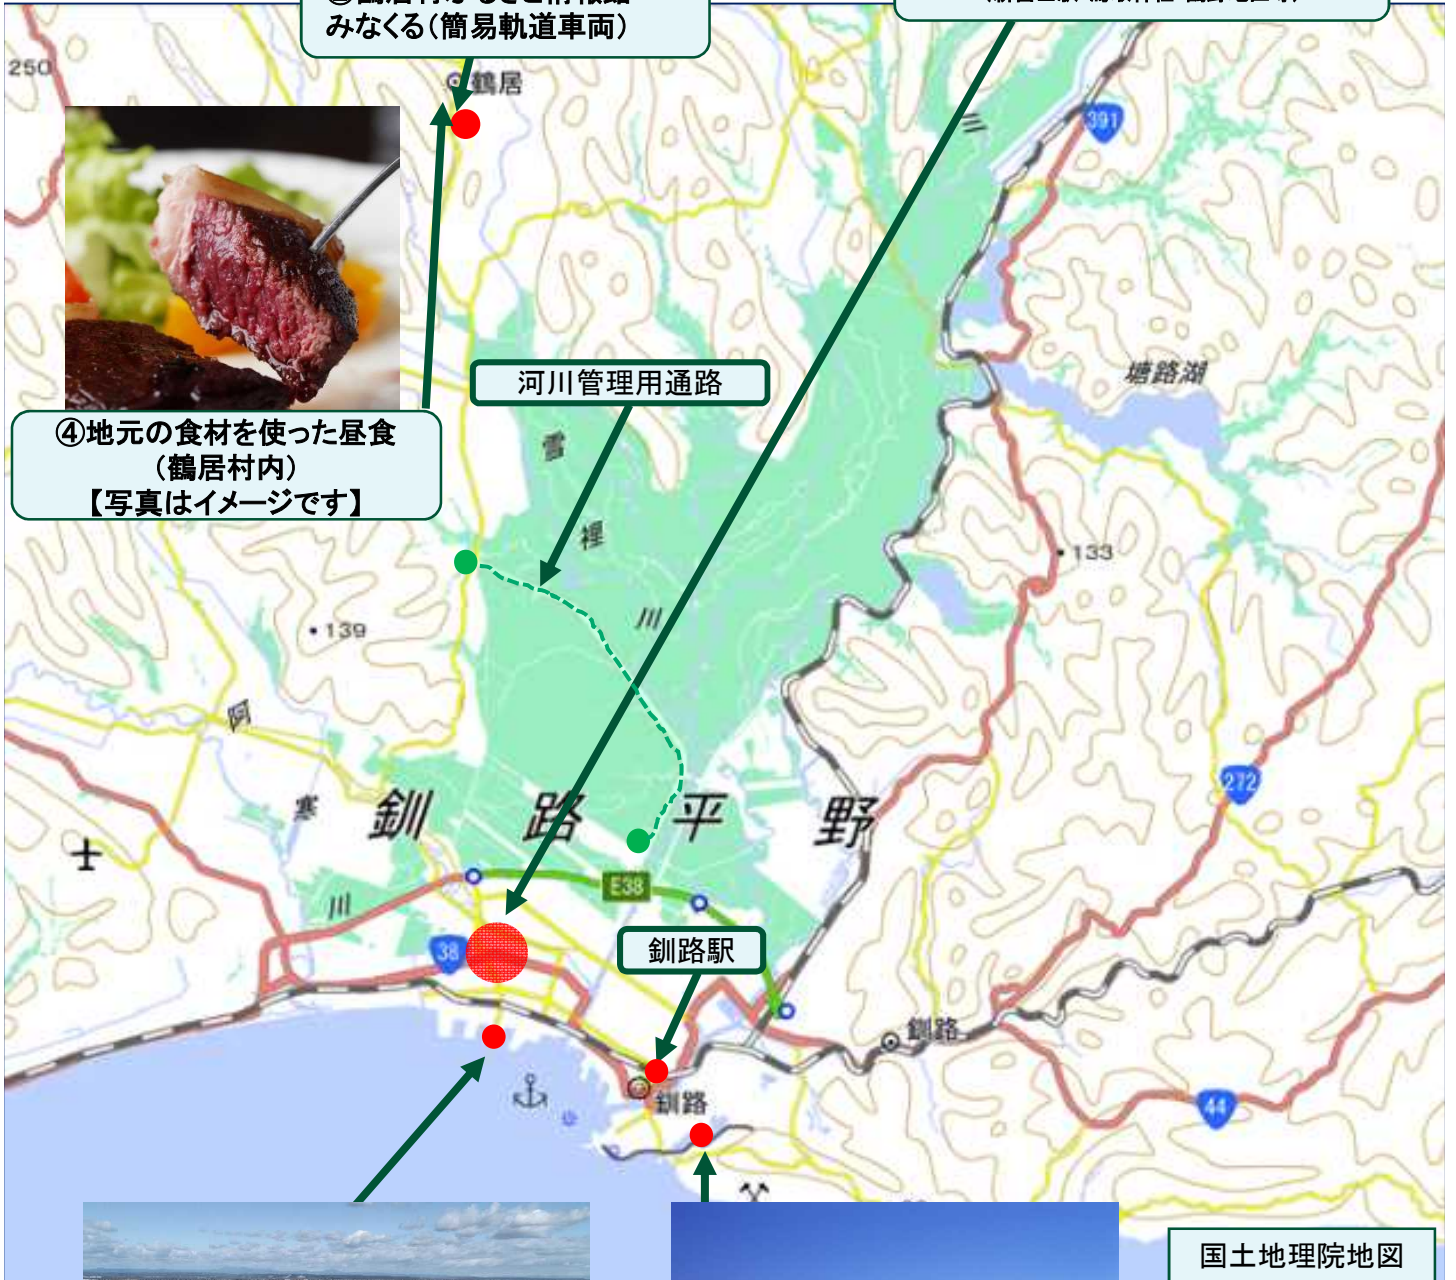 みなくる(簡易軌道車両)
250
鶴居
391
河川管理用通路
塘路湖
④地元の食材を使った昼食
(鶴居村内)
【写真はイメージです】
雪
裡
川
133
139
阿
寒
川
272
釧路平野
E38
38
釧路駅
釧路
釧路
44
国土地理院地図